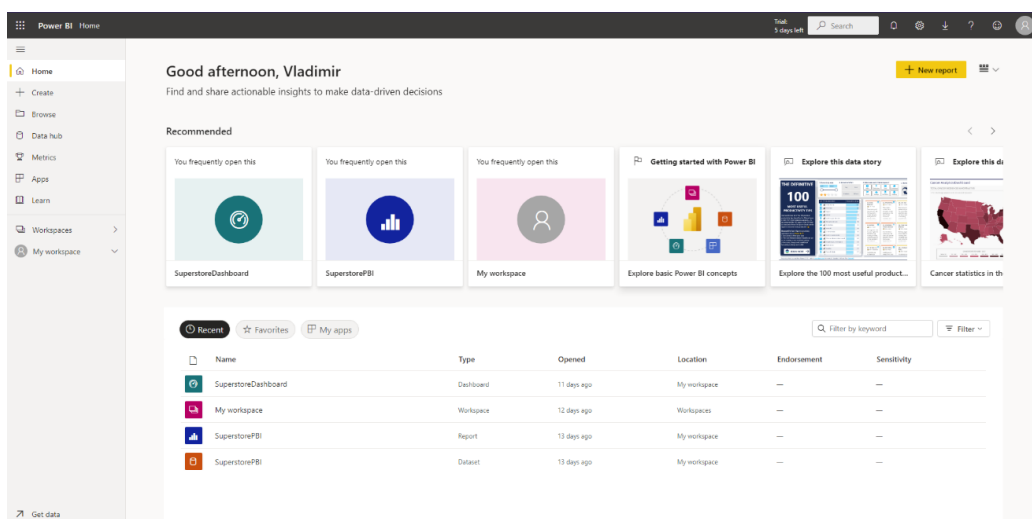 Power BI Home
Trial:
5 days left
Search
Home
Create
Browse
Data hub
Metrics
Apps
Learn
Workspaces
My workspace
Get data
Good afternoon, Vladimir
New report
Find and share actionable insights to make data-driven decisions
Recommended
You frequently open this
SuperstoreDashboard
You frequently open this
SuperstorePBI
You frequently open this
My workspace
Getting started with Power BI
Explore basic Power BI concepts
Explore this data story
THE DEFINITIVE
100
Explore the 100 most useful product...
Explore this da
Cancer statistics in th
Recent Favorites My apps
Filter by keyword Filter
Name Type Opened Location Endorsement Sensitivity
SuperstoreDashboard Dashboard 11 days ago My workspace — —
My workspace Workspace 12 days ago Workspaces — —
SuperstorePBI Report 13 days ago My workspace — —
SuperstorePBI Dataset 13 days ago My workspace — —